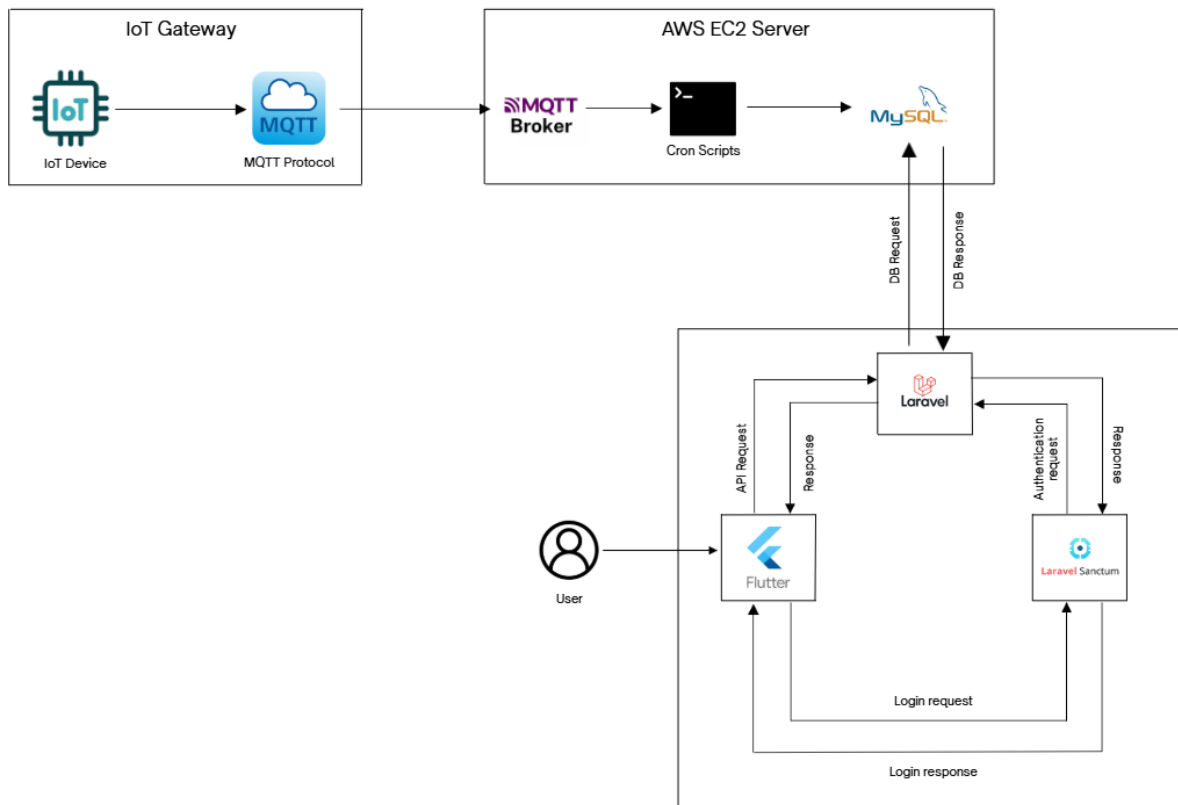 IoT Gateway
AWS EC2 Server
IoT
MQTT
IoT Device
MQTT Protocol
MQTT
Broker
>_
Cron Scripts
MySQL
DB Request
DB Response
Laravel
API Request
Response
Authentication
request
Response
Flutter
Laravel Sanctum
User
Login request
Login response